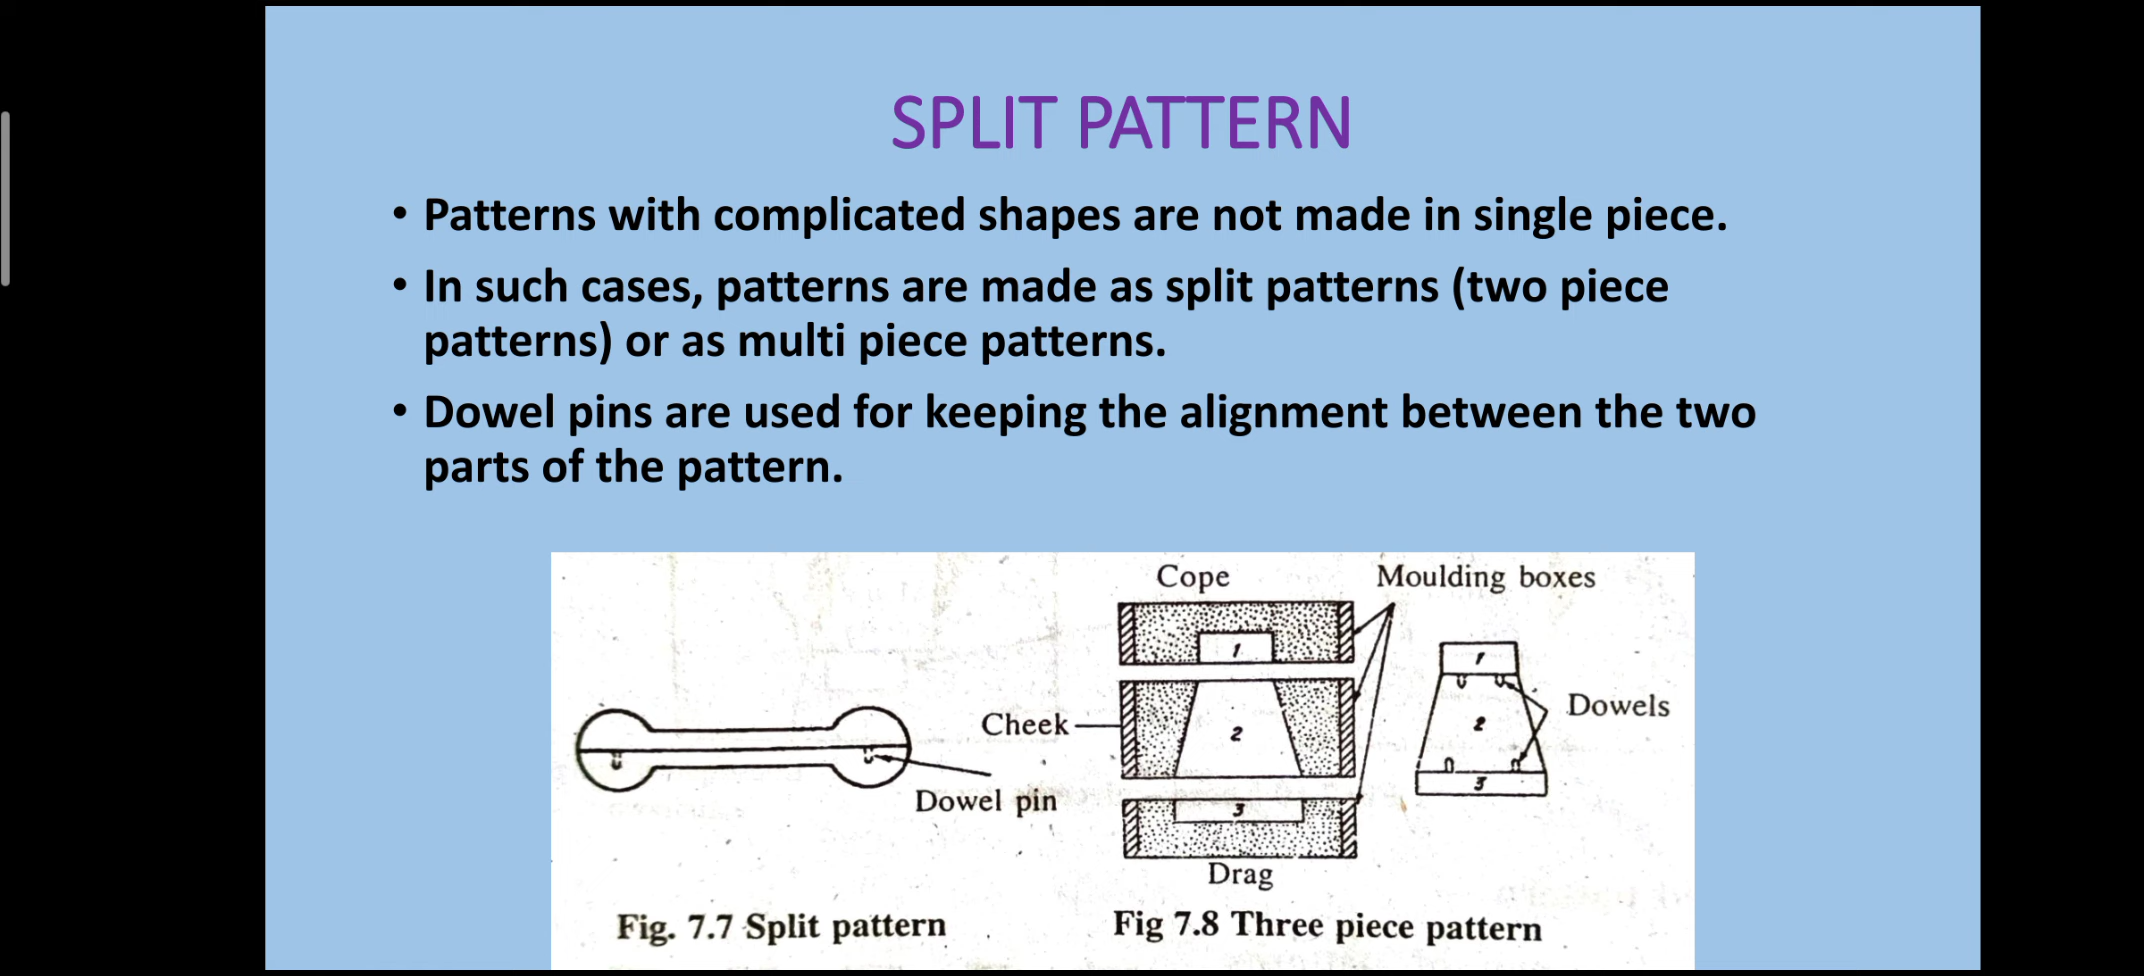 SPLIT PATTERN
• Patterns with complicated shapes are not made in single piece.
• In such cases, patterns are made as split patterns (two piece
patterns) or as multi piece patterns.
• Dowel pins are used for keeping the alignment between the two
parts of the pattern.
Cope
Moulding boxes
1
1
Dowels
Cheek
2
2
Dowel pin
3
3
Drag
Fig. 7.7 Split pattern
Fig 7.8 Three piece pattern